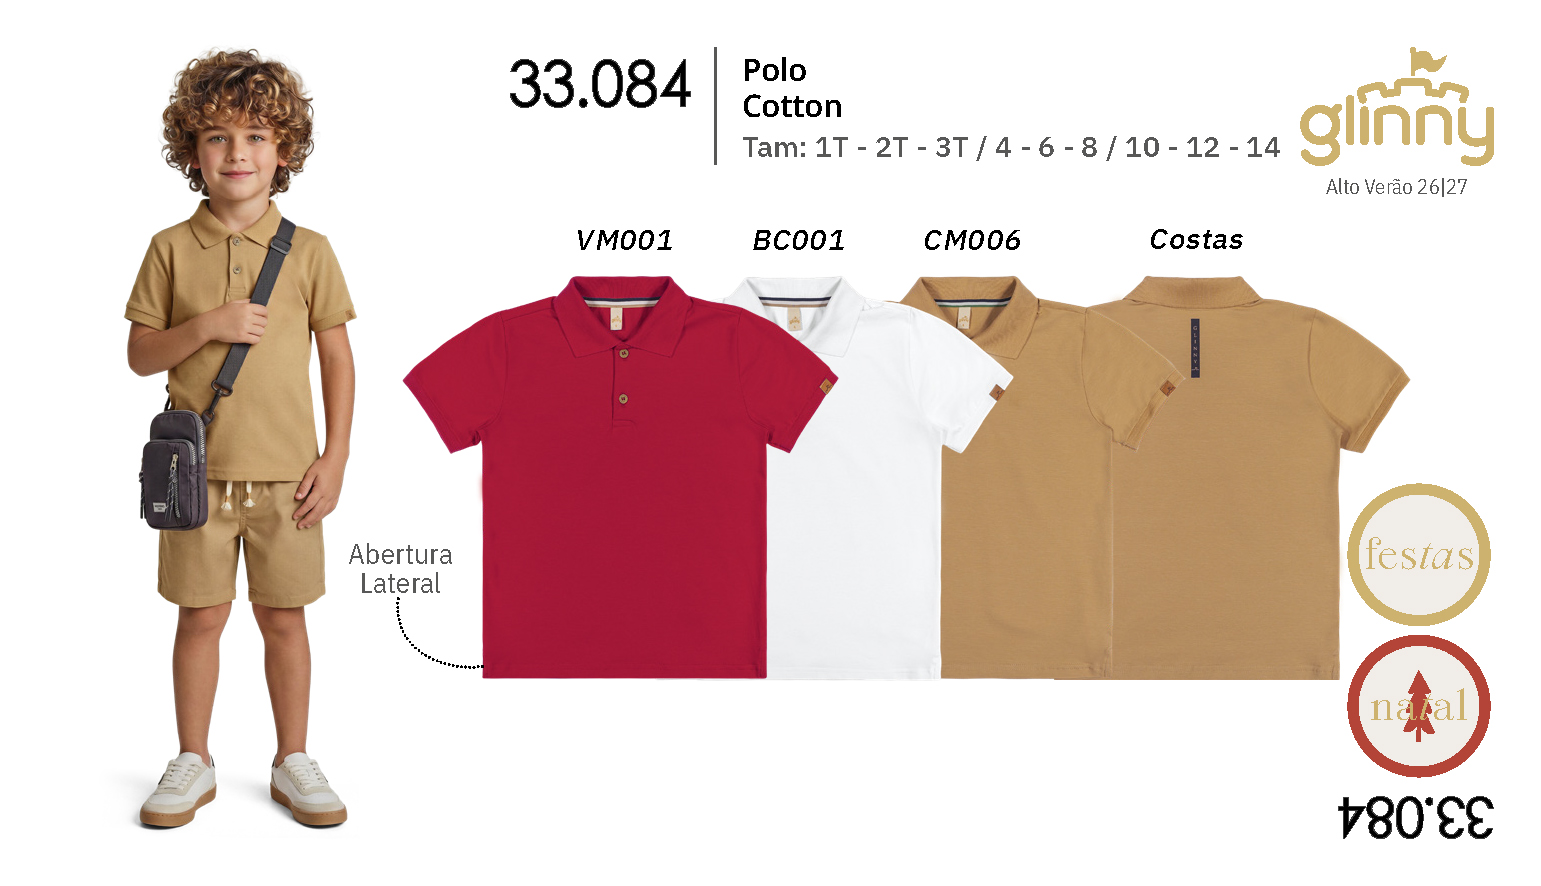 33.084
Polo
Cotton
Tam: 1T - 2T - 3T / 4 - 6 - 8 / 10 - 12 - 14
glinny
Alto Verão 26|27
VM001
BC001
CM006
Costas
GLINNY
Abertura
Lateral
festas
natal
33.084